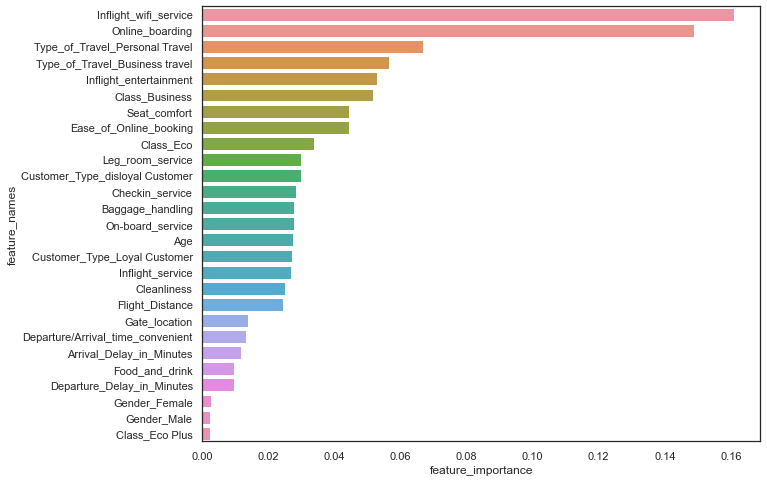 Inflight_wifi_service
Online_boarding
Type_of_Travel_Personal Travel
Type_of_Travel_Business travel
Inflight_entertainment
Class_Business
Seat_comfort
Ease_of_Online_booking
Class_Eco
Leg_room_service
Customer_Type_disloyal Customer
Checkin_service
Baggage_handling
On-board_service
Age
Customer_Type_Loyal Customer
Inflight_service
Cleanliness
Flight_Distance
Gate_location
Departure/Arrival_time_convenient
Arrival_Delay_in_Minutes
Food_and_drink
Departure_Delay_in_Minutes
Gender_Female
Gender_Male
Class_Eco Plus
feature_names
0.00 0.02 0.04 0.06 0.08 0.10 0.12 0.14 0.16
feature_importance